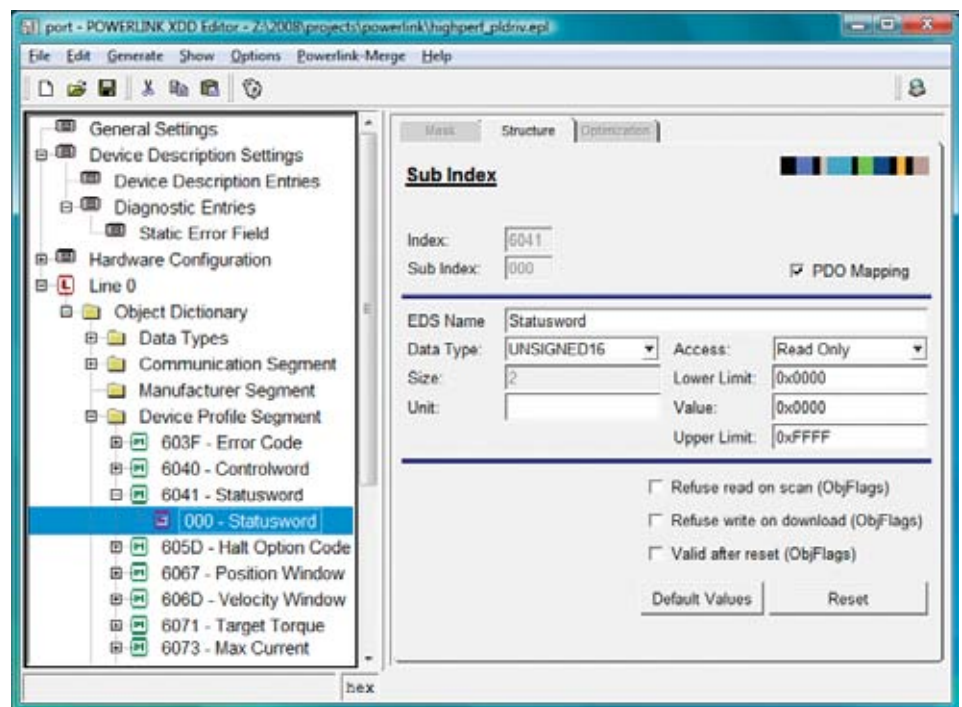 port - POWERLINK XDD Editor - Z:\2008\projects\powerlink\highperf_pldriv.epl
File Edit Generate Show Options Powerlink-Merge Help
General Settings
Device Description Settings
Device Description Entries
Diagnostic Entries
Static Error Field
Hardware Configuration
L Line 0
Object Dictionary
Data Types
Communication Segment
Manufacturer Segment
Device Profile Segment
603F - Error Code
6040 - Controlword
6041 - Statusword
000 - Statusword
605D - Halt Option Code
6067 - Position Window
606D - Velocity Window
6071 - Target Torque
6073 - Max Current
Mask Structure Optimization
Sub Index
Index: 6041
Sub Index: 000 PDO Mapping
EDS Name Statusword
Data Type: UNSIGNED16 Access: Read Only
Size: 2 Lower Limit: 0x0000
Unit: Value: 0x0000
Upper Limit: 0xFFFF
Refuse read on scan (ObjFlags)
Refuse write on download (ObjFlags)
Valid after reset (ObjFlags)
Default Values Reset
hex